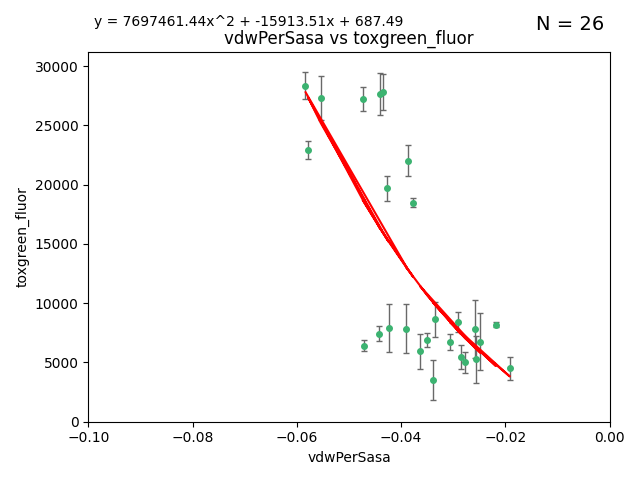 y = 7697461.44x^2 + -15913.51x + 687.49
N = 26
vdwPerSasa vs toxgreen_fluor
30000
25000
20000
15000
10000
5000
0
toxgreen_fluor
−0.10 −0.08 −0.06 −0.04 −0.02 0.00
vdwPerSasa